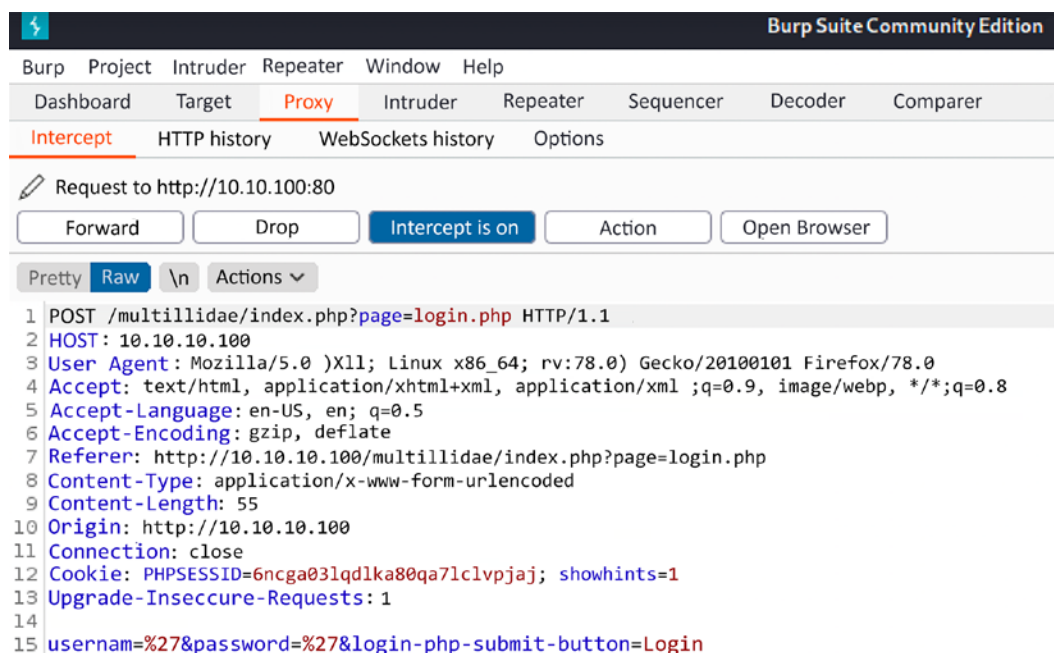 Burp Suite Community Edition
Burp Project Intruder Repeater Window Help
Dashboard Target Proxy Intruder Repeater Sequencer Decoder Comparer
Intercept HTTP history WebSockets history Options
Request to http://10.10.100:80
Forward Drop Intercept is on Action Open Browser
Pretty Raw \n Actions
1 POST /multillidae/index.php?page=login.php HTTP/1.1
2 HOST: 10.10.10.100
3 User Agent: Mozilla/5.0 )Xll; Linux x86_64; rv:78.0) Gecko/20100101 Firefox/78.0
4 Accept: text/html, application/xhtml+xml, application/xml ;q=0.9, image/webp, */*;q=0.8
5 Accept-Language: en-US, en; q=0.5
6 Accept-Encoding: gzip, deflate
7 Referer: http://10.10.10.100/multillidae/index.php?page=login.php
8 Content-Type: application/x-www-form-urlencoded
9 Content-Length: 55
10 Origin: http://10.10.10.100
11 Connection: close
12 Cookie: PHPSESSID=6ncga03lqdlka80qa7lclvpjaj; showhints=1
13 Upgrade-Inseccure-Requests: 1
14
15 usernam=%27&password=%27&login-php-submit-button=Login